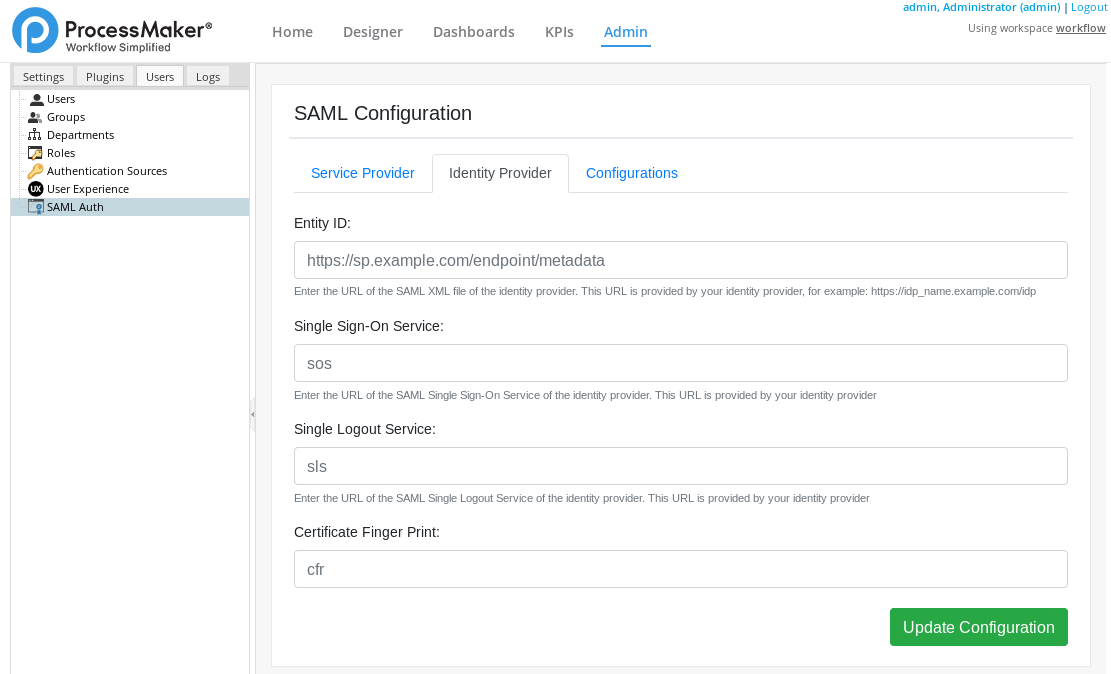 ProcessMaker®
Workflow Simplified
Home Designer Dashboards KPIs Admin
admin, Administrator (admin) | Logout
Using workspace workflow
Settings Plugins Users Logs
Users
Groups
Departments
Roles
Authentication Sources
UX User Experience
SAML Auth
SAML Configuration
Service Provider Identity Provider Configurations
Entity ID:
https://sp.example.com/endpoint/metadata
Enter the URL of the SAML XML file of the identity provider. This URL is provided by your identity provider, for example: https://idp_name.example.com/idp
Single Sign-On Service:
sos
Enter the URL of the SAML Single Sign-On Service of the identity provider. This URL is provided by your identity provider
Single Logout Service:
sls
Enter the URL of the SAML Single Logout Service of the identity provider. This URL is provided by your identity provider
Certificate Finger Print:
cfr
Update Configuration